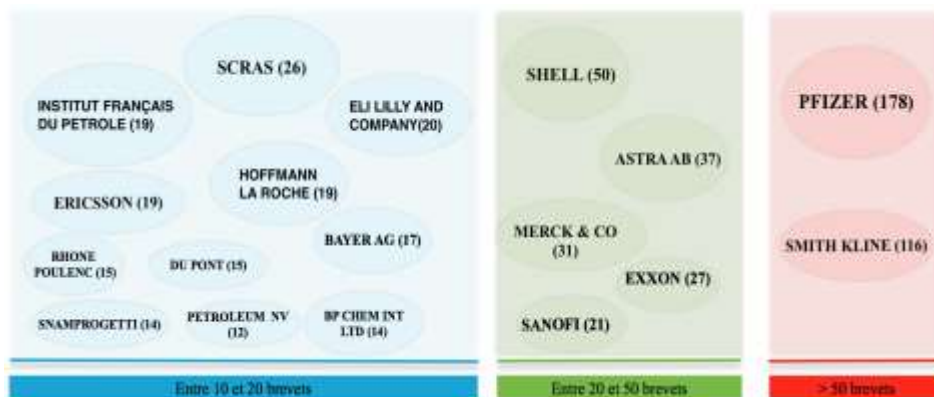 SCRAS (26)
INSTITUT FRANÇAIS
DU PETROLE (19)
ELI LILLY AND
COMPANY(20)
HOFFMANN
LA ROCHE (19)
ERICSSON (19)
BAYER AG (17)
RHONE
POULENC (15)
DU PONT (15)
SNAMPROGETTI (14)
PETROLEUM NV
(12)
BP CHEM INT
LTD (14)
Entre 10 et 20 brevets
SHELL (50)
ASTRA AB (37)
MERCK & CO
(31)
EXXON (27)
SANOFI (21)
Entre 20 et 50 brevets
PFIZER (178)
SMITH KLINE (116)
> 50 brevets